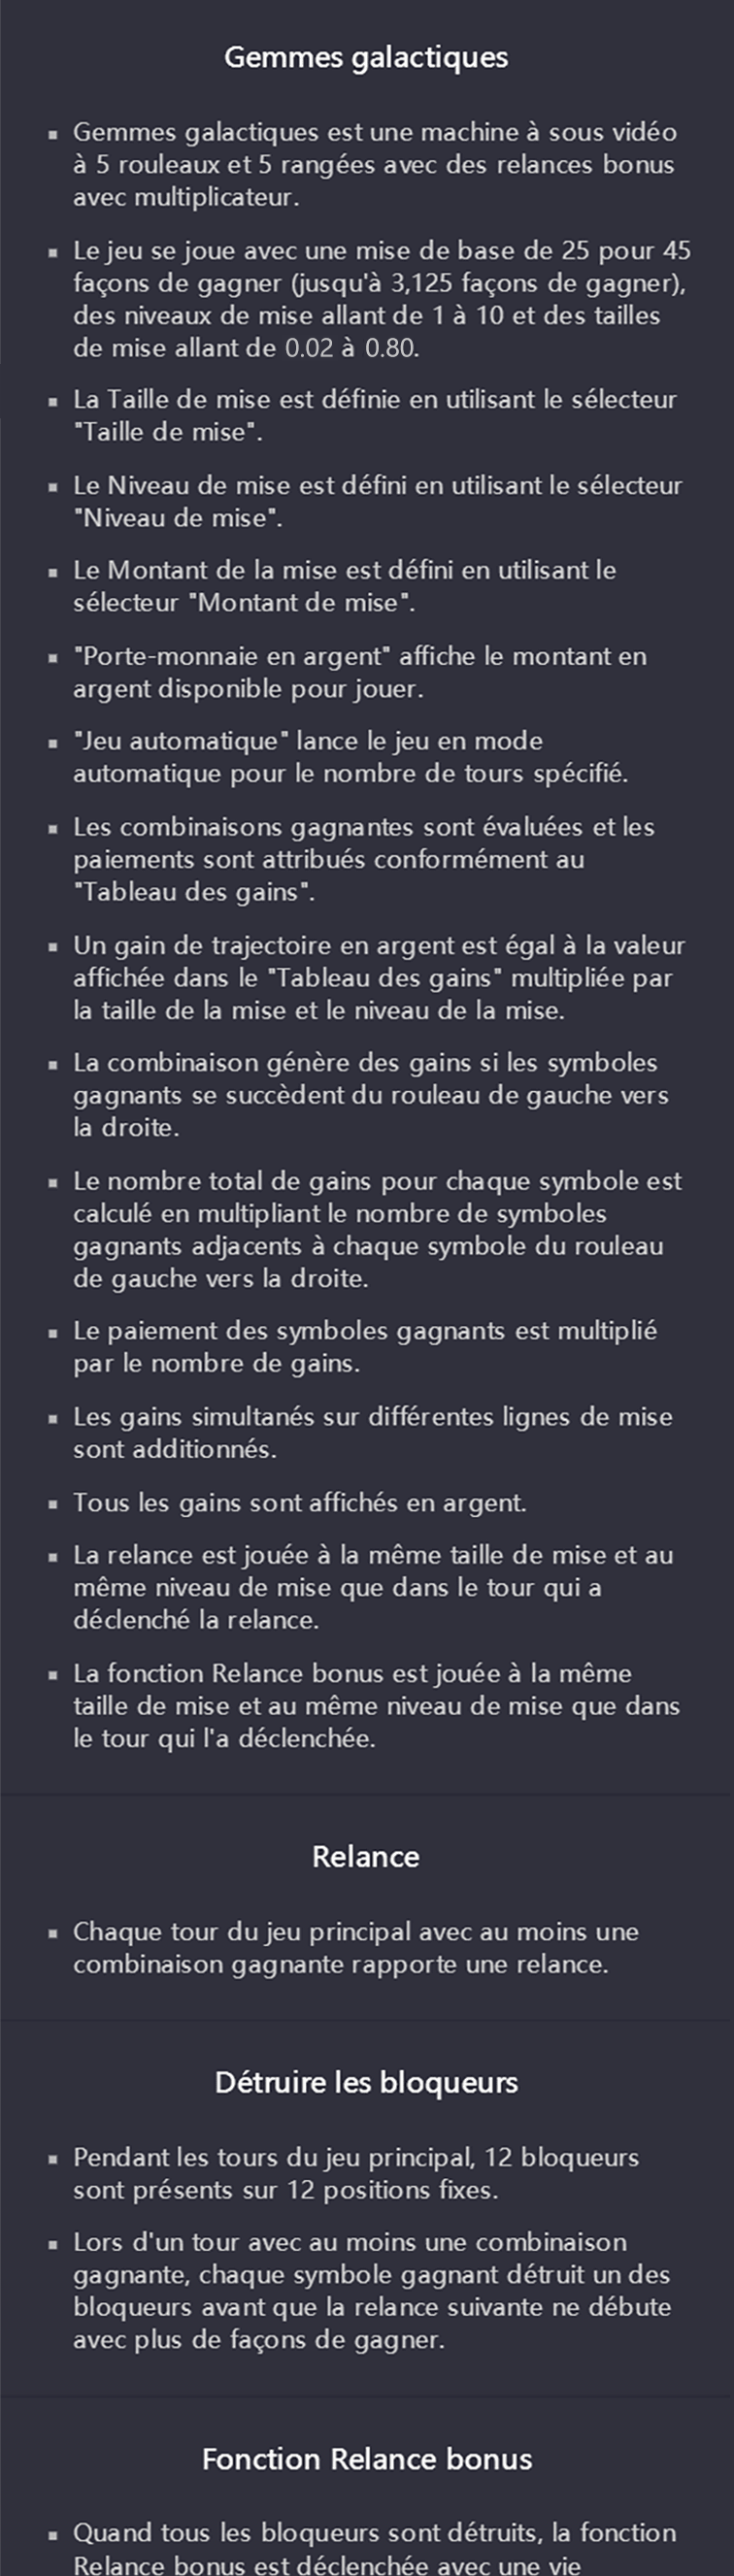 Gemmes galactiques
▪ Gemmes galactiques est une machine à sous vidéo
à 5 rouleaux et 5 rangées avec des relances bonus
avec multiplicateur.
▪ Le jeu se joue avec une mise de base de 25 pour 45
façons de gagner (jusqu'à 3,125 façons de gagner),
des niveaux de mise allant de 1 à 10 et des tailles
de mise allant de 0.02 à 0.80.
▪ La Taille de mise est définie en utilisant le sélecteur
"Taille de mise".
▪ Le Niveau de mise est défini en utilisant le sélecteur
"Niveau de mise".
▪ Le Montant de la mise est défini en utilisant le
sélecteur "Montant de mise".
▪ "Porte-monnaie en argent" affiche le montant en
argent disponible pour jouer.
▪ "Jeu automatique" lance le jeu en mode
automatique pour le nombre de tours spécifié.
▪ Les combinaisons gagnantes sont évaluées et les
paiements sont attribués conformément au
"Tableau des gains".
▪ Un gain de trajectoire en argent est égal à la valeur
affichée dans le "Tableau des gains" multipliée par
la taille de la mise et le niveau de la mise.
▪ La combinaison génère des gains si les symboles
gagnants se succèdent du rouleau de gauche vers
la droite.
▪ Le nombre total de gains pour chaque symbole est
calculé en multipliant le nombre de symboles
gagnants adjacents à chaque symbole du rouleau
de gauche vers la droite.
▪ Le paiement des symboles gagnants est multiplié
par le nombre de gains.
▪ Les gains simultanés sur différentes lignes de mise
sont additionnés.
▪ Tous les gains sont affichés en argent.
▪ La relance est jouée à la même taille de mise et au
même niveau de mise que dans le tour qui a
déclenché la relance.
▪ La fonction Relance bonus est jouée à la même
taille de mise et au même niveau de mise que dans
le tour qui l'a déclenchée.
Relance
▪ Chaque tour du jeu principal avec au moins une
combinaison gagnante rapporte une relance.
Détruire les bloqueurs
▪ Pendant les tours du jeu principal, 12 bloqueurs
sont présents sur 12 positions fixes.
▪ Lors d'un tour avec au moins une combinaison
gagnante, chaque symbole gagnant détruit un des
bloqueurs avant que la relance suivante ne débute
avec plus de façons de gagner.
Fonction Relance bonus
▪ Quand tous les bloqueurs sont détruits, la fonction
Relance bonus est déclenchée avec une vie